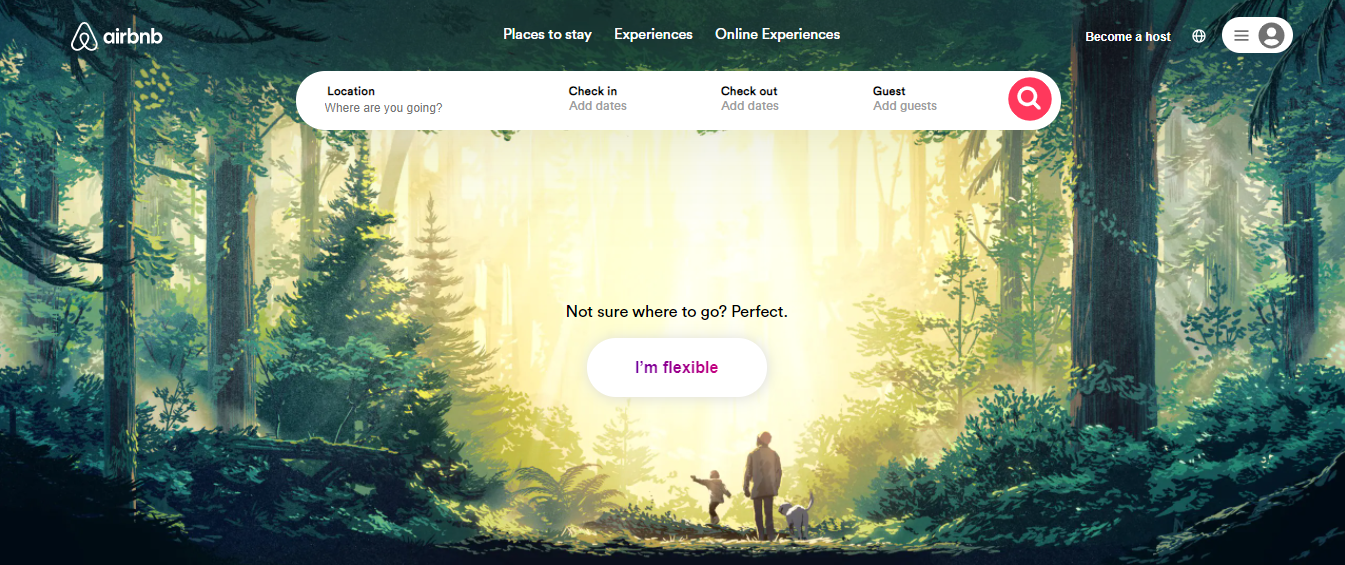 airbnb
Places to stay Experiences Online Experiences
Become a host
Location
Where are you going?
Check in
Add dates
Check out
Add dates
Guest
Add guests
Not sure where to go? Perfect.
I'm flexible